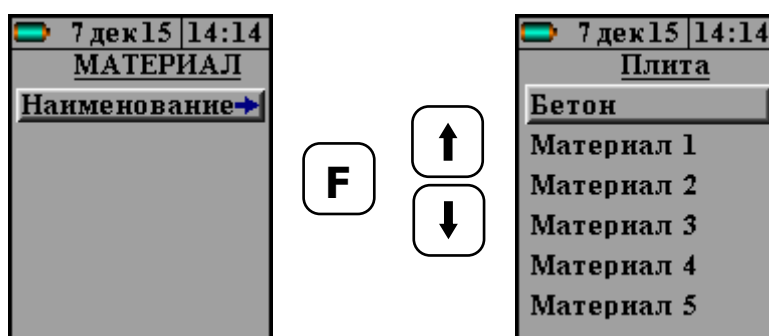 7 дек15 14:14
МАТЕРИАЛ
Наименование
F
7 дек15 14:14
Плита
Бетон
Материал 1
Материал 2
Материал 3
Материал 4
Материал 5